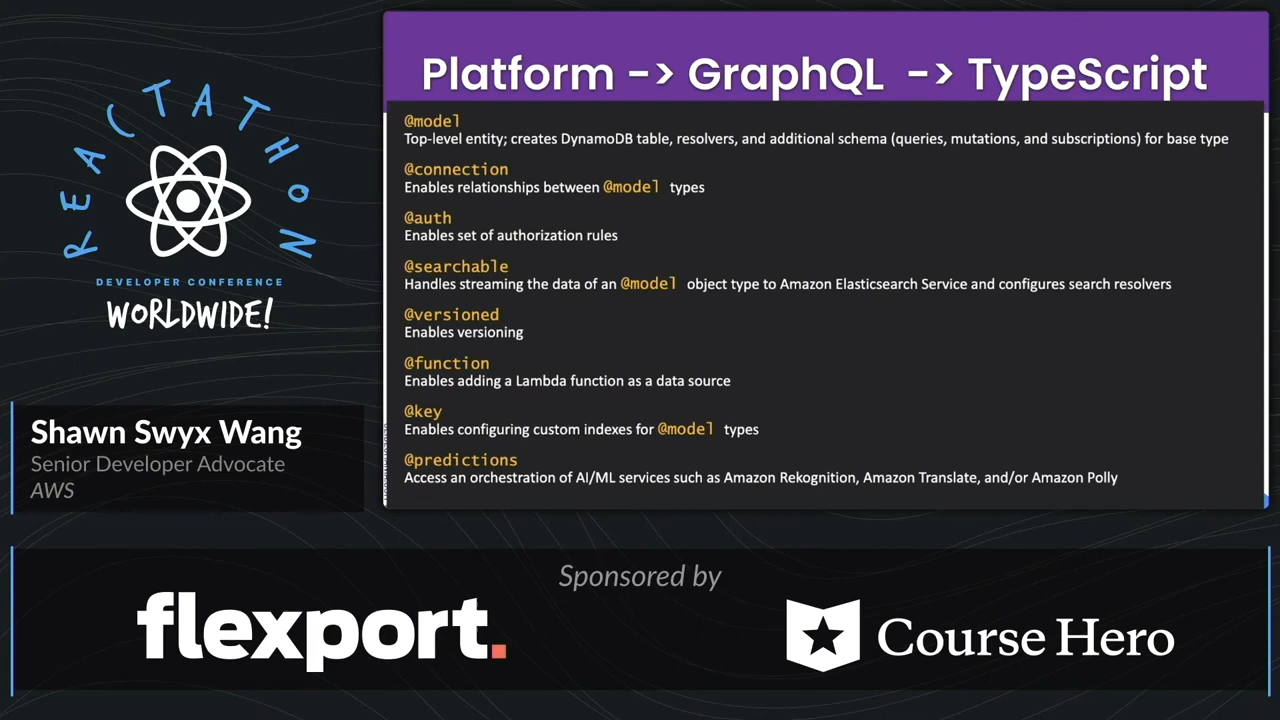 REACTATHON
DEVELOPER CONFERENCE
WORLDWIDE!
Platform -> GraphQL -> TypeScript
@model
Top-level entity; creates DynamoDB table, resolvers, and additional schema (queries, mutations, and subscriptions) for base type
@connection
Enables relationships between @model types
@auth
Enables set of authorization rules
@searchable
Handles streaming the data of an @model object type to Amazon Elasticsearch Service and configures search resolvers
@versioned
Enables versioning
@function
Enables adding a Lambda function as a data source
@key
Enables configuring custom indexes for @model types
@predictions
Access an orchestration of AI/ML services such as Amazon Rekognition, Amazon Translate, and/or Amazon Polly
Shawn Swyx Wang
Senior Developer Advocate
AWS
Sponsored by
flexport.
Course Hero